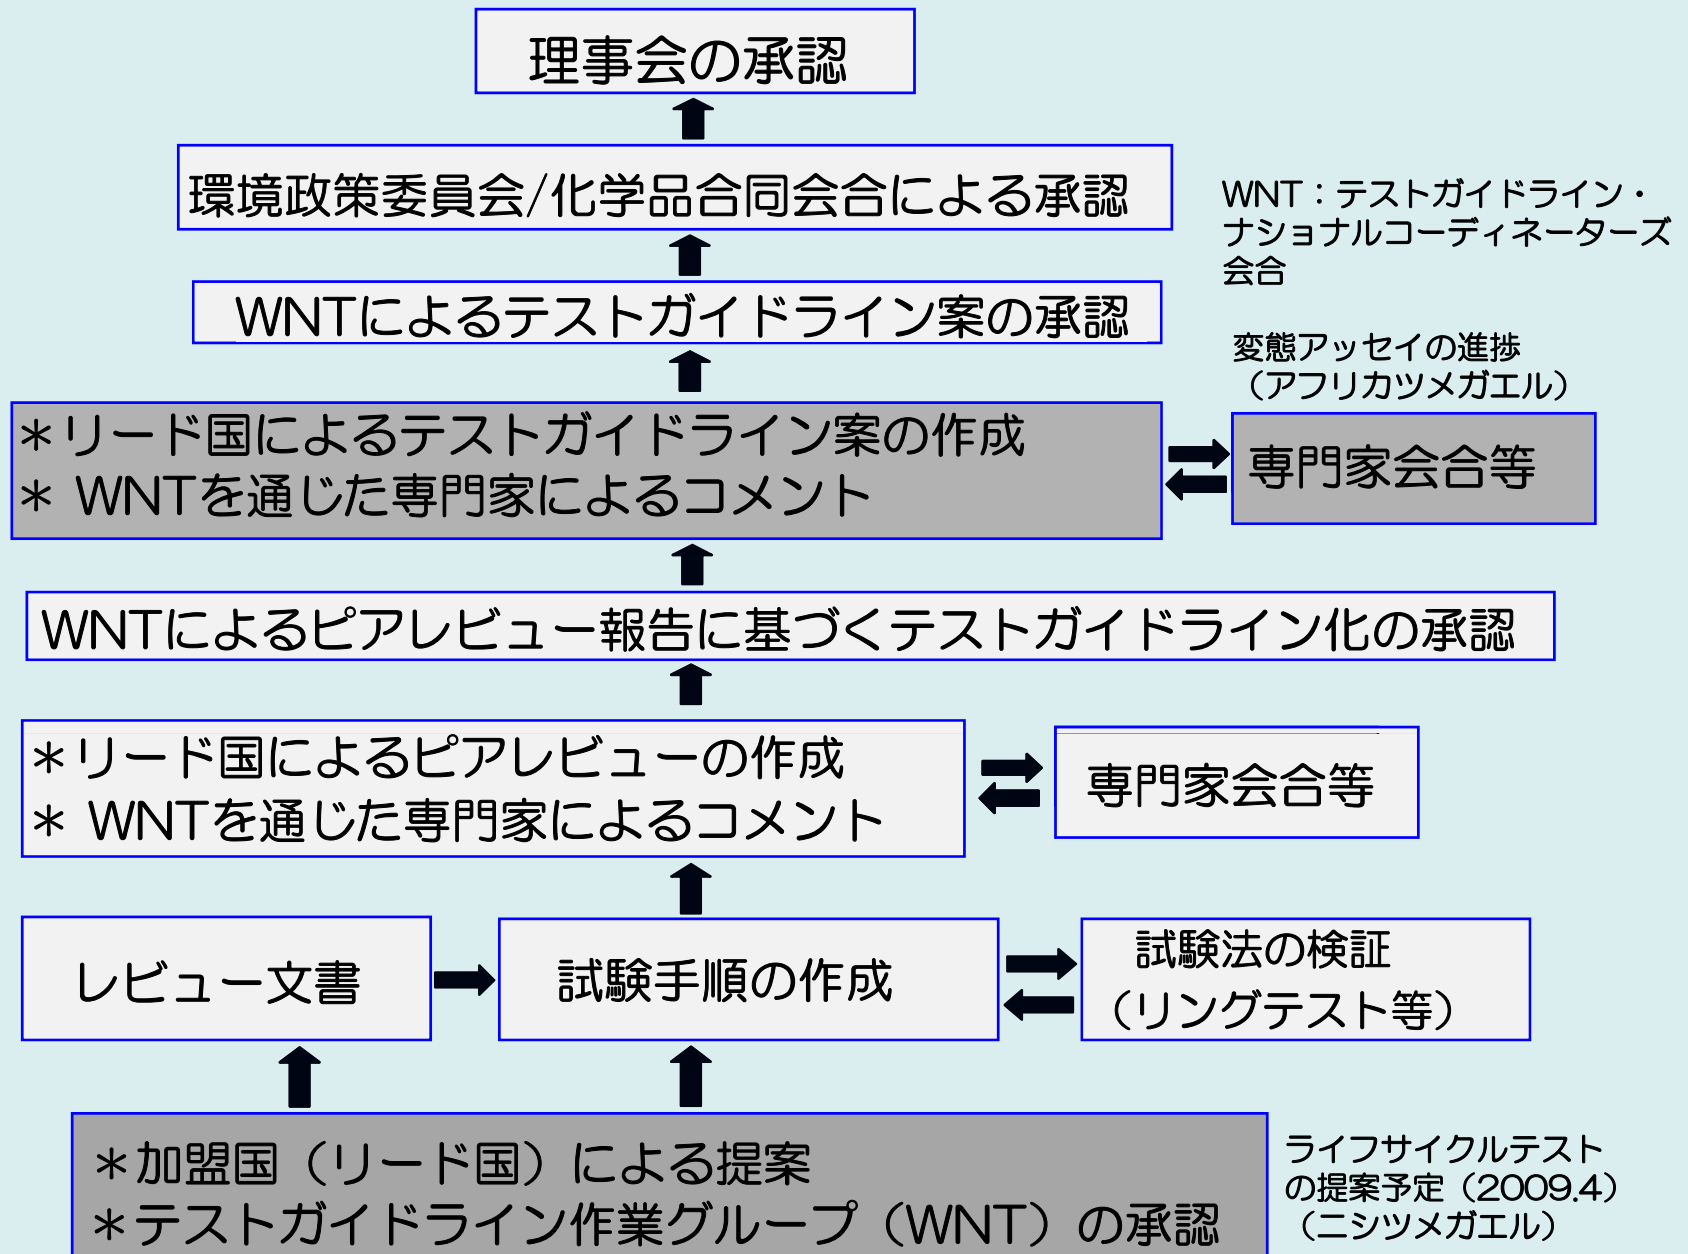 理事会の承認
環境政策委員会/化学品合同会合による承認
WNT：テストガイドライン・
ナショナルコーディネーターズ
会合
WNTによるテストガイドライン案の承認
変態アッセイの進捗
（アフリカツメガエル）
＊リード国によるテストガイドライン案の作成
＊ WNTを通じた専門家によるコメント
専門家会合等
WNTによるピアレビュー報告に基づくテストガイドライン化の承認
＊リード国によるピアレビューの作成
＊ WNTを通じた専門家によるコメント
専門家会合等
レビュー文書
試験手順の作成
試験法の検証
（リングテスト等）
＊加盟国（リード国）による提案
＊テストガイドライン作業グループ（WNT）の承認
ライフサイクルテスト
の提案予定（2009.4）
（ニシツメガエル）